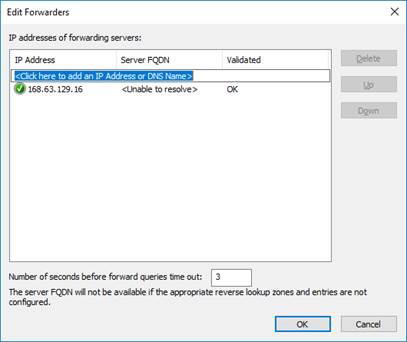 Edit Forwarders
IP addresses of forwarding servers:
IP Address Server FQDN Validated
<Click here to add an IP Address or DNS Name>
168.63.129.16 <Unable to resolve> OK
Delete
Up
Down
Number of seconds before forward queries time out: 3
The server FQDN will not be available if the appropriate reverse lookup zones and entries are not
configured.
OK Cancel